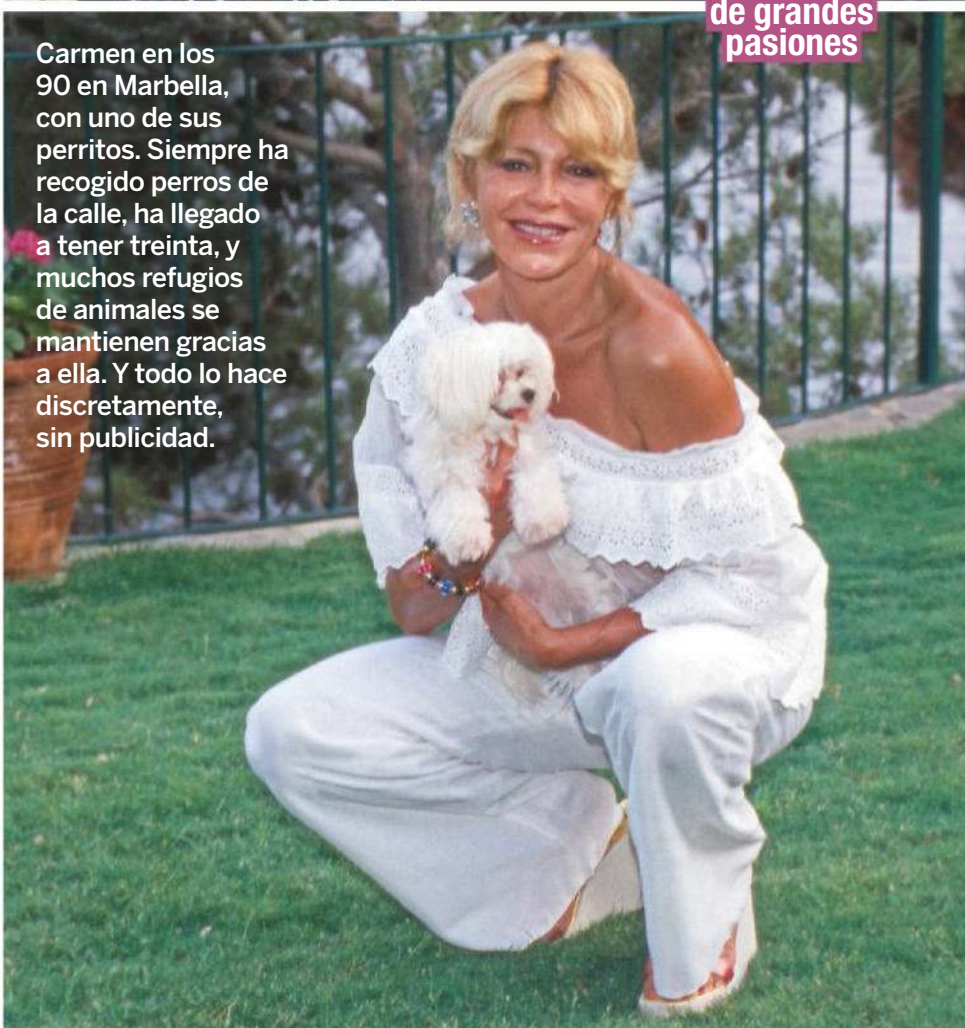 de grandes
pasiones
Carmen en los
90 en Marbella,
con uno de sus
perritos. Siempre ha
recogido perros de
la calle, ha llegado
a tener treinta, y
muchos refugios
de animales se
mantienen gracias
a ella. Y todo lo hace
discretamente,
sin publicidad.